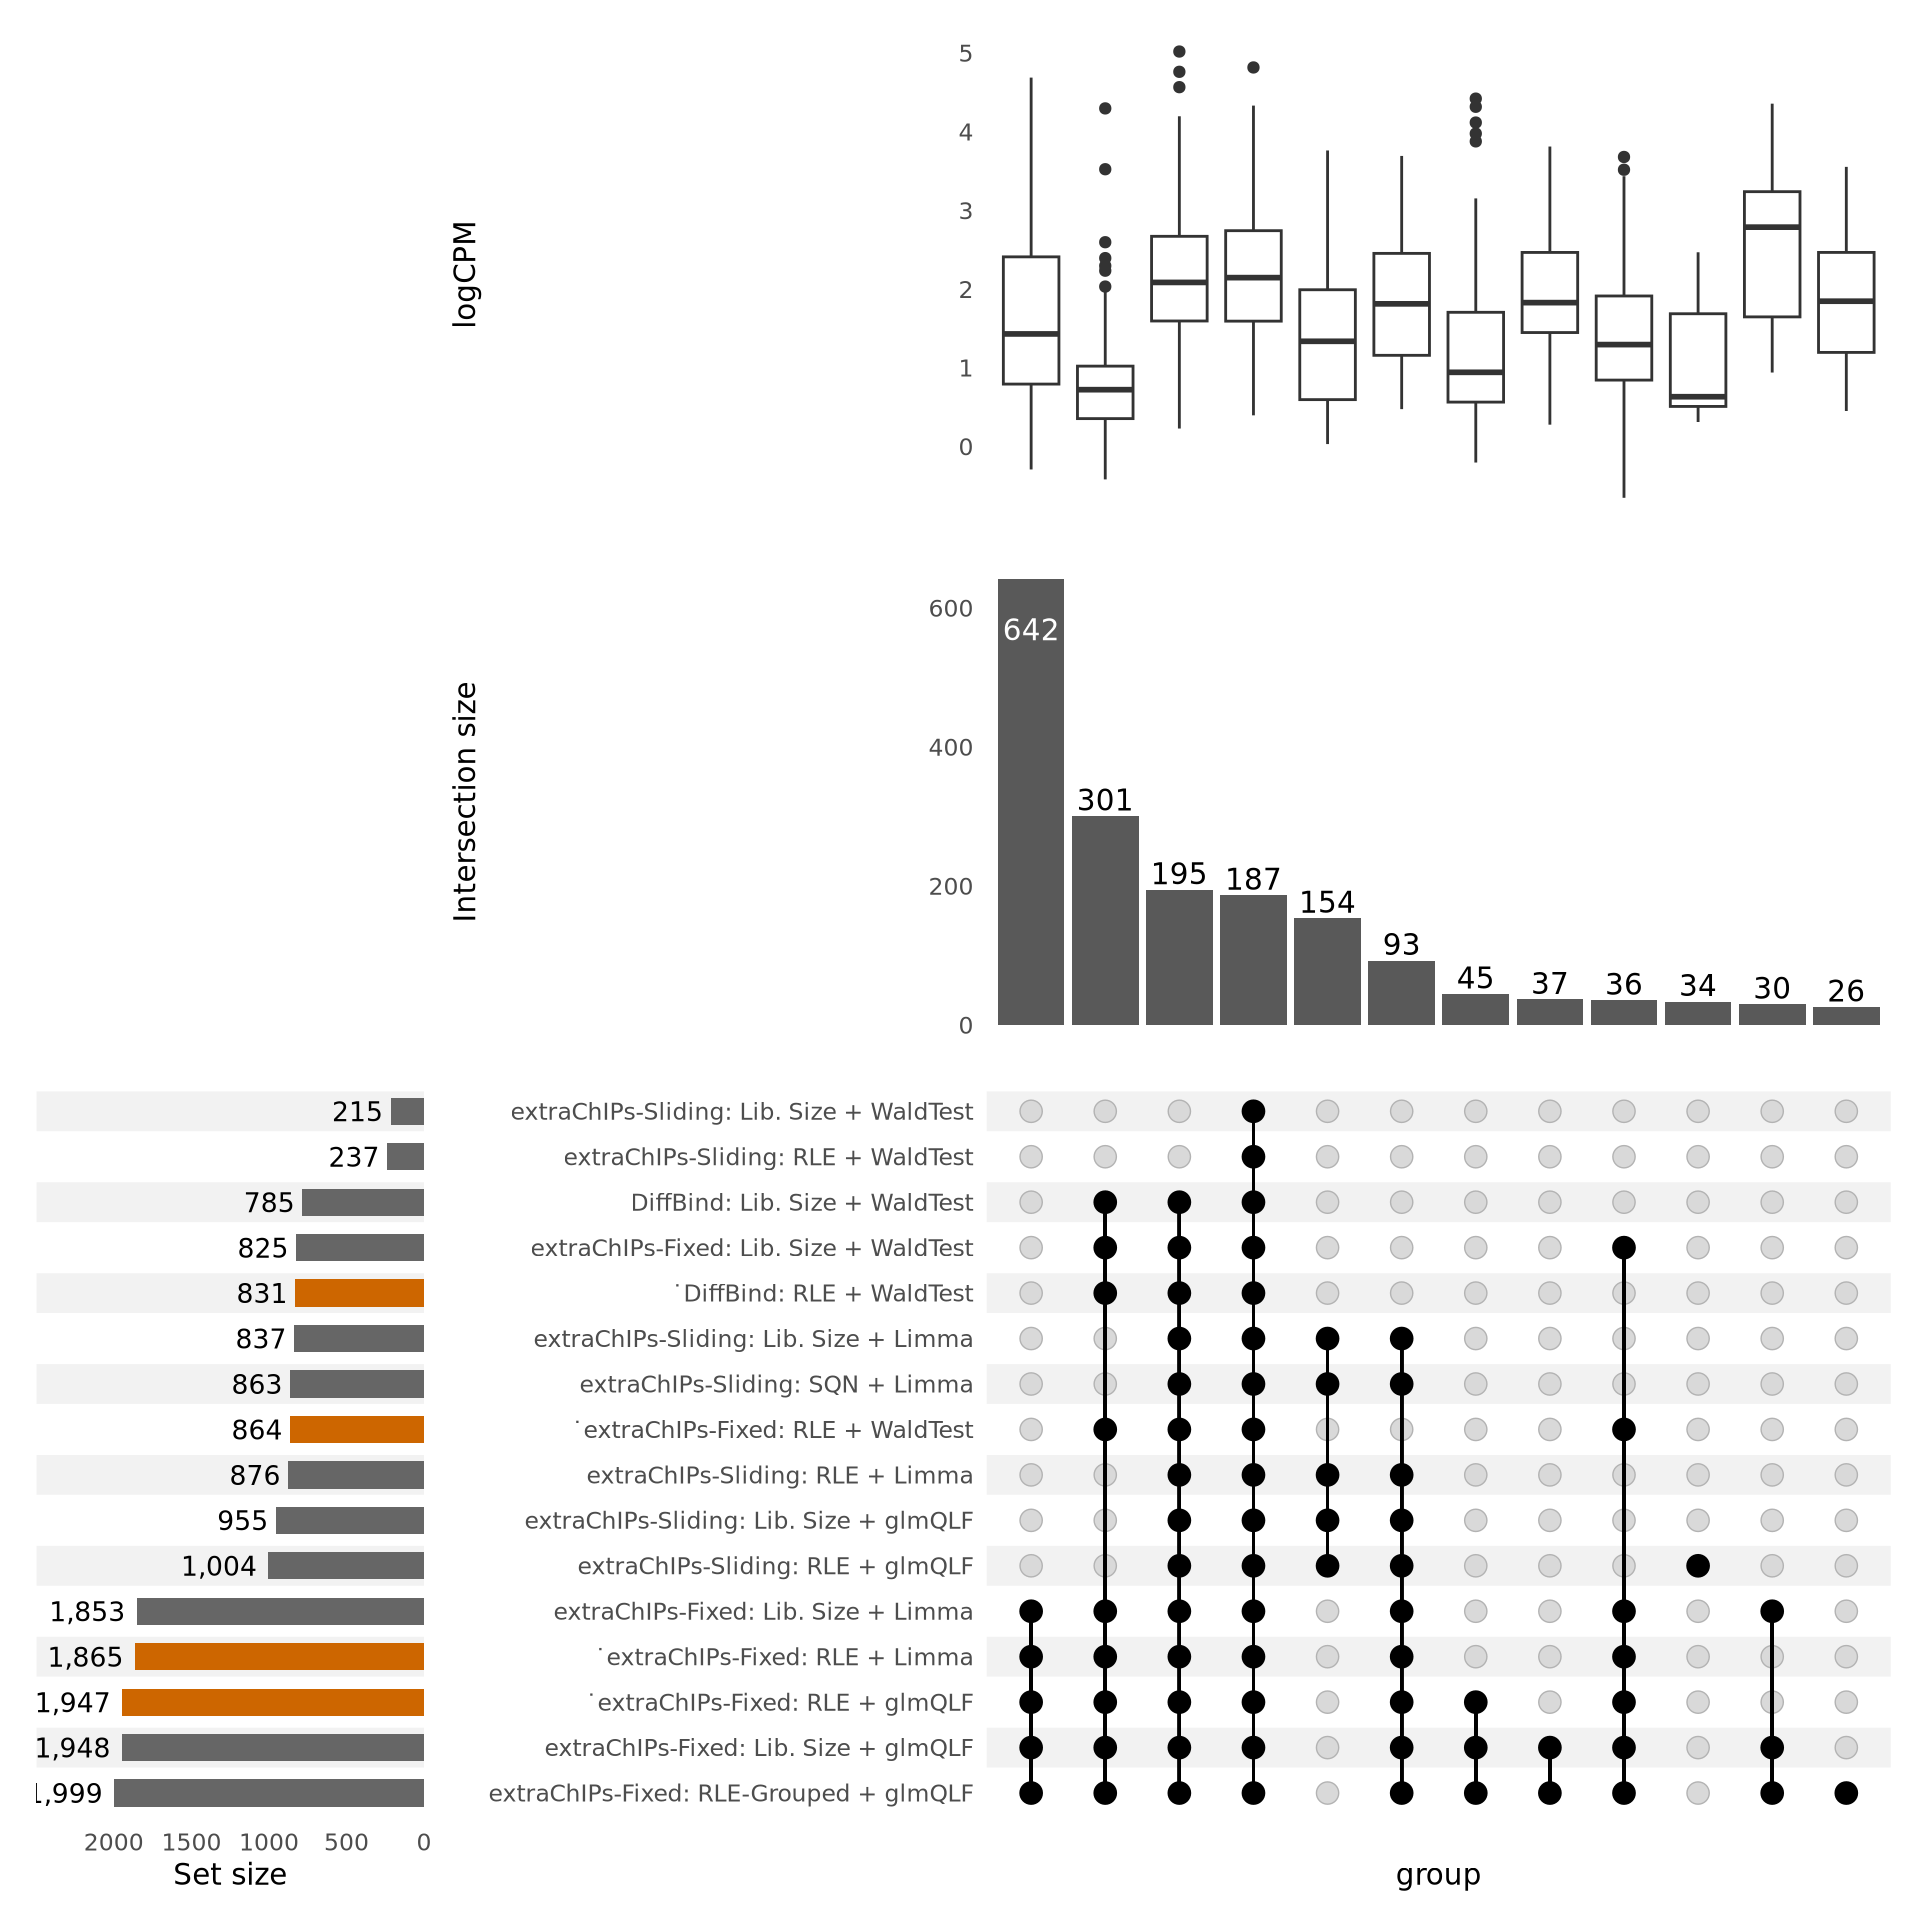 5
4
3
2
1
0
logCPM
600
400
200
0
Intersection size
642
301
195
187
154
93
45
37
36
34
30
26
215 extraChIPs-Sliding: Lib. Size + WaldTest
237 extraChIPs-Sliding: RLE + WaldTest
785 DiffBind: Lib. Size + WaldTest
825 extraChIPs-Fixed: Lib. Size + WaldTest
831 ˙DiffBind: RLE + WaldTest
837 extraChIPs-Sliding: Lib. Size + Limma
863 extraChIPs-Sliding: SQN + Limma
864 ˙extraChIPs-Fixed: RLE + WaldTest
876 extraChIPs-Sliding: RLE + Limma
955 extraChIPs-Sliding: Lib. Size + glmQLF
1,004 extraChIPs-Sliding: RLE + glmQLF
1,853 extraChIPs-Fixed: Lib. Size + Limma
1,865 ˙extraChIPs-Fixed: RLE + Limma
1,947 ˙extraChIPs-Fixed: RLE + glmQLF
1,948 extraChIPs-Fixed: Lib. Size + glmQLF
1,999 extraChIPs-Fixed: RLE-Grouped + glmQLF
2000 1500 1000 500 0
Set size
group